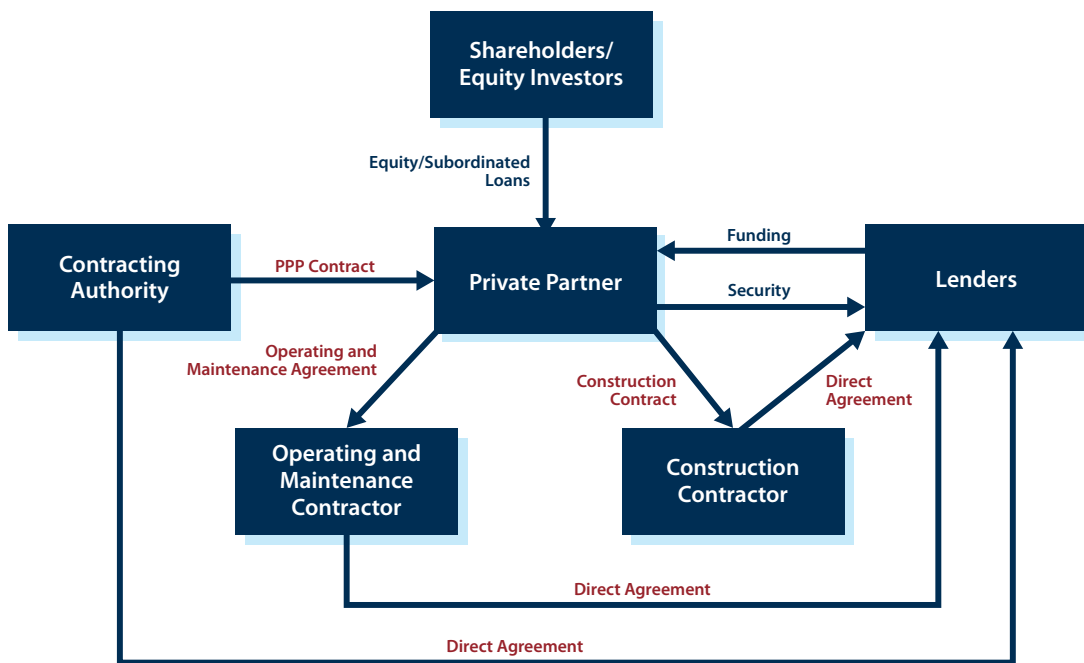 Shareholders/
Equity Investors
Equity/Subordinated
Loans
Contracting
Authority
PPP Contract
Private Partner
Funding
Security
Lenders
Operating and
Maintenance Agreement
Construction
Contract
Direct
Agreement
Operating and
Maintenance
Contractor
Construction
Contractor
Direct Agreement
Direct Agreement